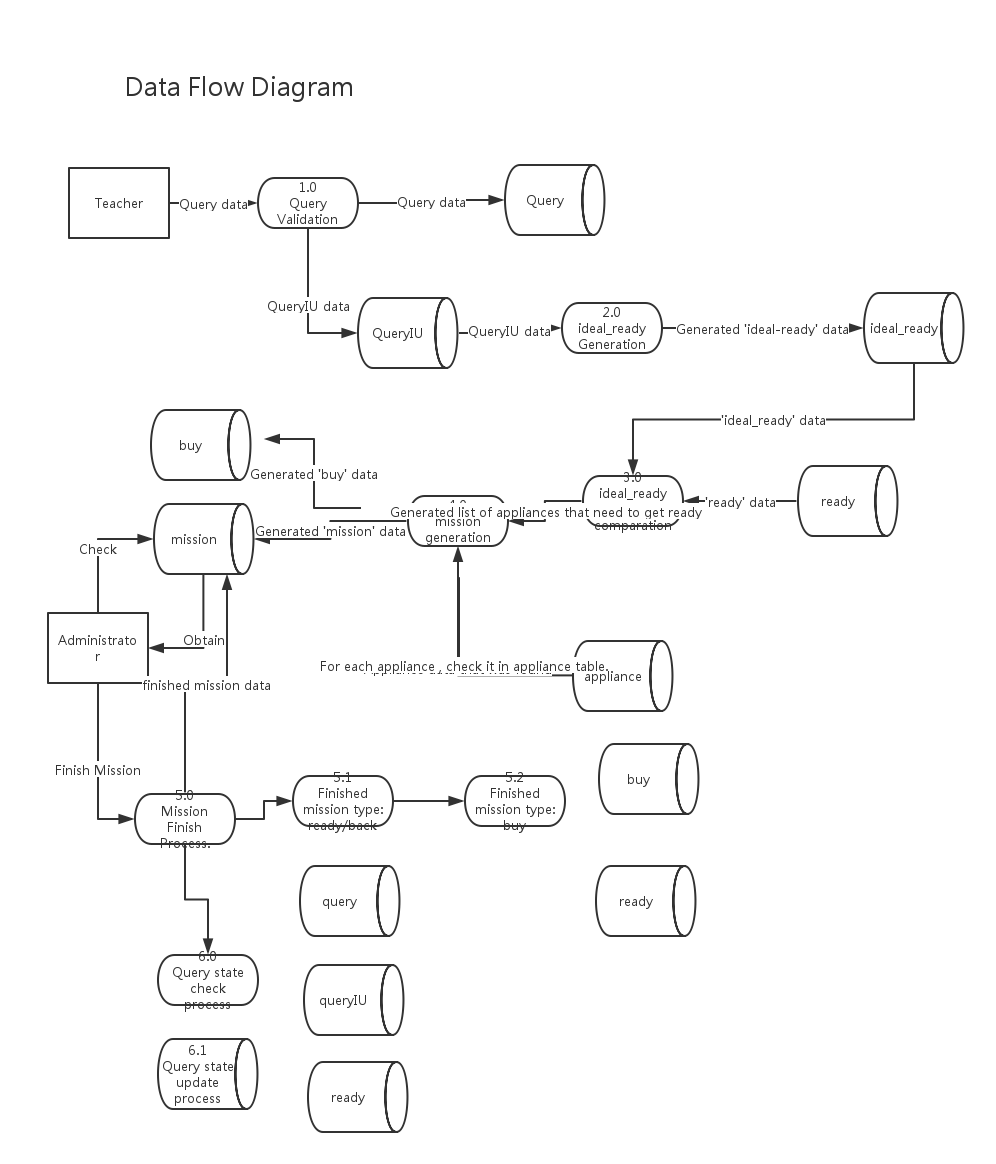 Data Flow Diagram
Teacher
Query data
1.0
Query
Validation
Query data
Query
QueryIU data
QueryIU
QueryIU data
2.0
ideal_ready
Generation
Generated 'ideal-ready' data
ideal_ready
'ideal_ready' data
buy
Generated 'buy' data
3.0
ideal_ready
comparation
'ready' data
ready
Generated list of appliances that need to get ready
mission
generation
Generated 'mission' data
mission
Check
Administrato
r
Obtain
For each appliance , check it in appliance table.
appliance
finished mission data
Finish Mission
5.0
Mission
Finish
Process.
5.1
Finished
mission type:
ready/back
5.2
Finished
mission type:
buy
buy
query
ready
6.0
Query state
check
process
queryIU
6.1
Query state
update
process
ready